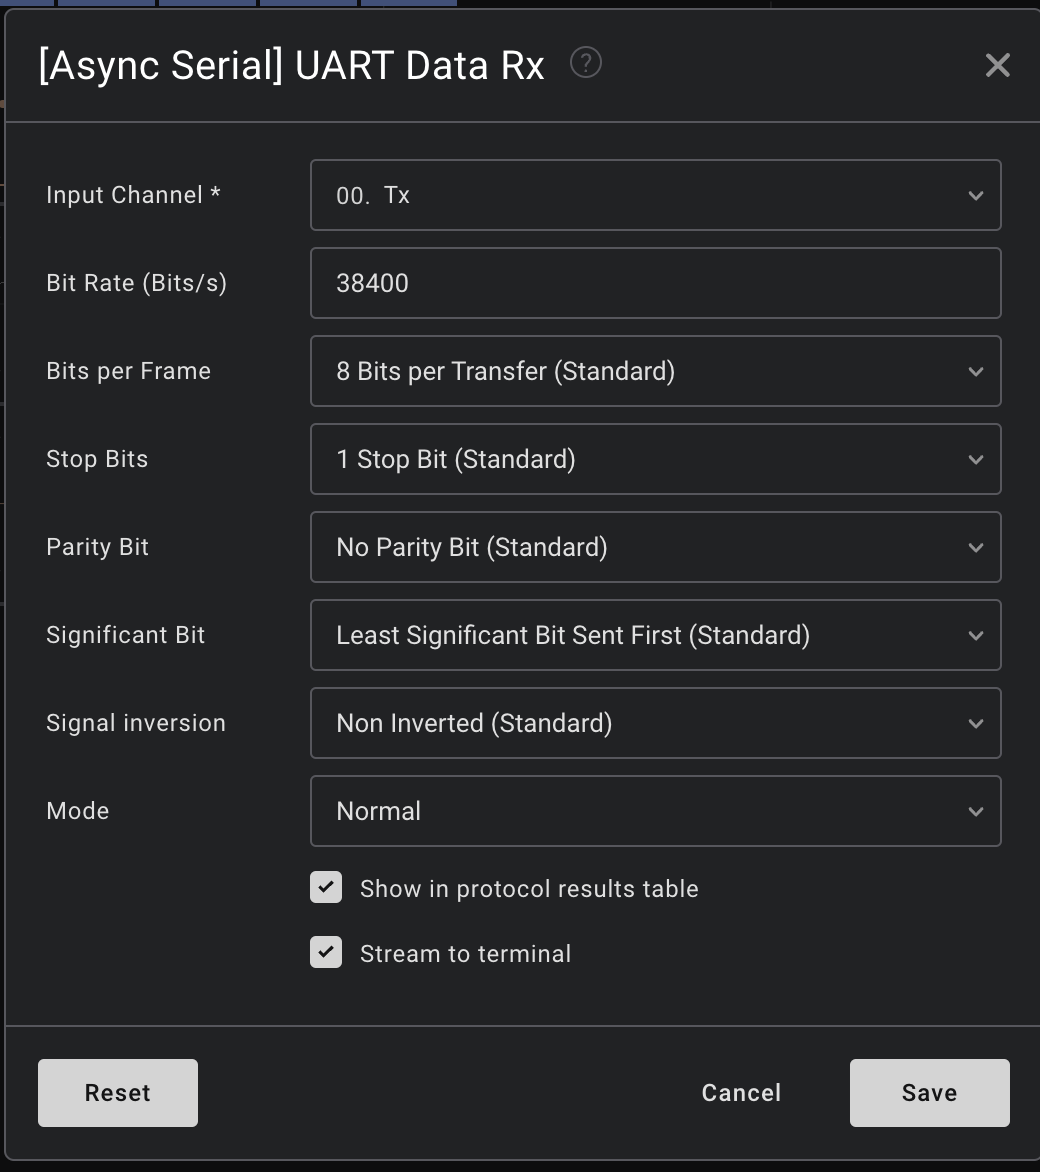 [Async Serial] UART Data Rx ?
Input Channel * 00. Tx
Bit Rate (Bits/s) 38400
Bits per Frame 8 Bits per Transfer (Standard)
Stop Bits 1 Stop Bit (Standard)
Parity Bit No Parity Bit (Standard)
Significant Bit Least Significant Bit Sent First (Standard)
Signal inversion Non Inverted (Standard)
Mode Normal
Show in protocol results table
Stream to terminal
Reset Cancel Save